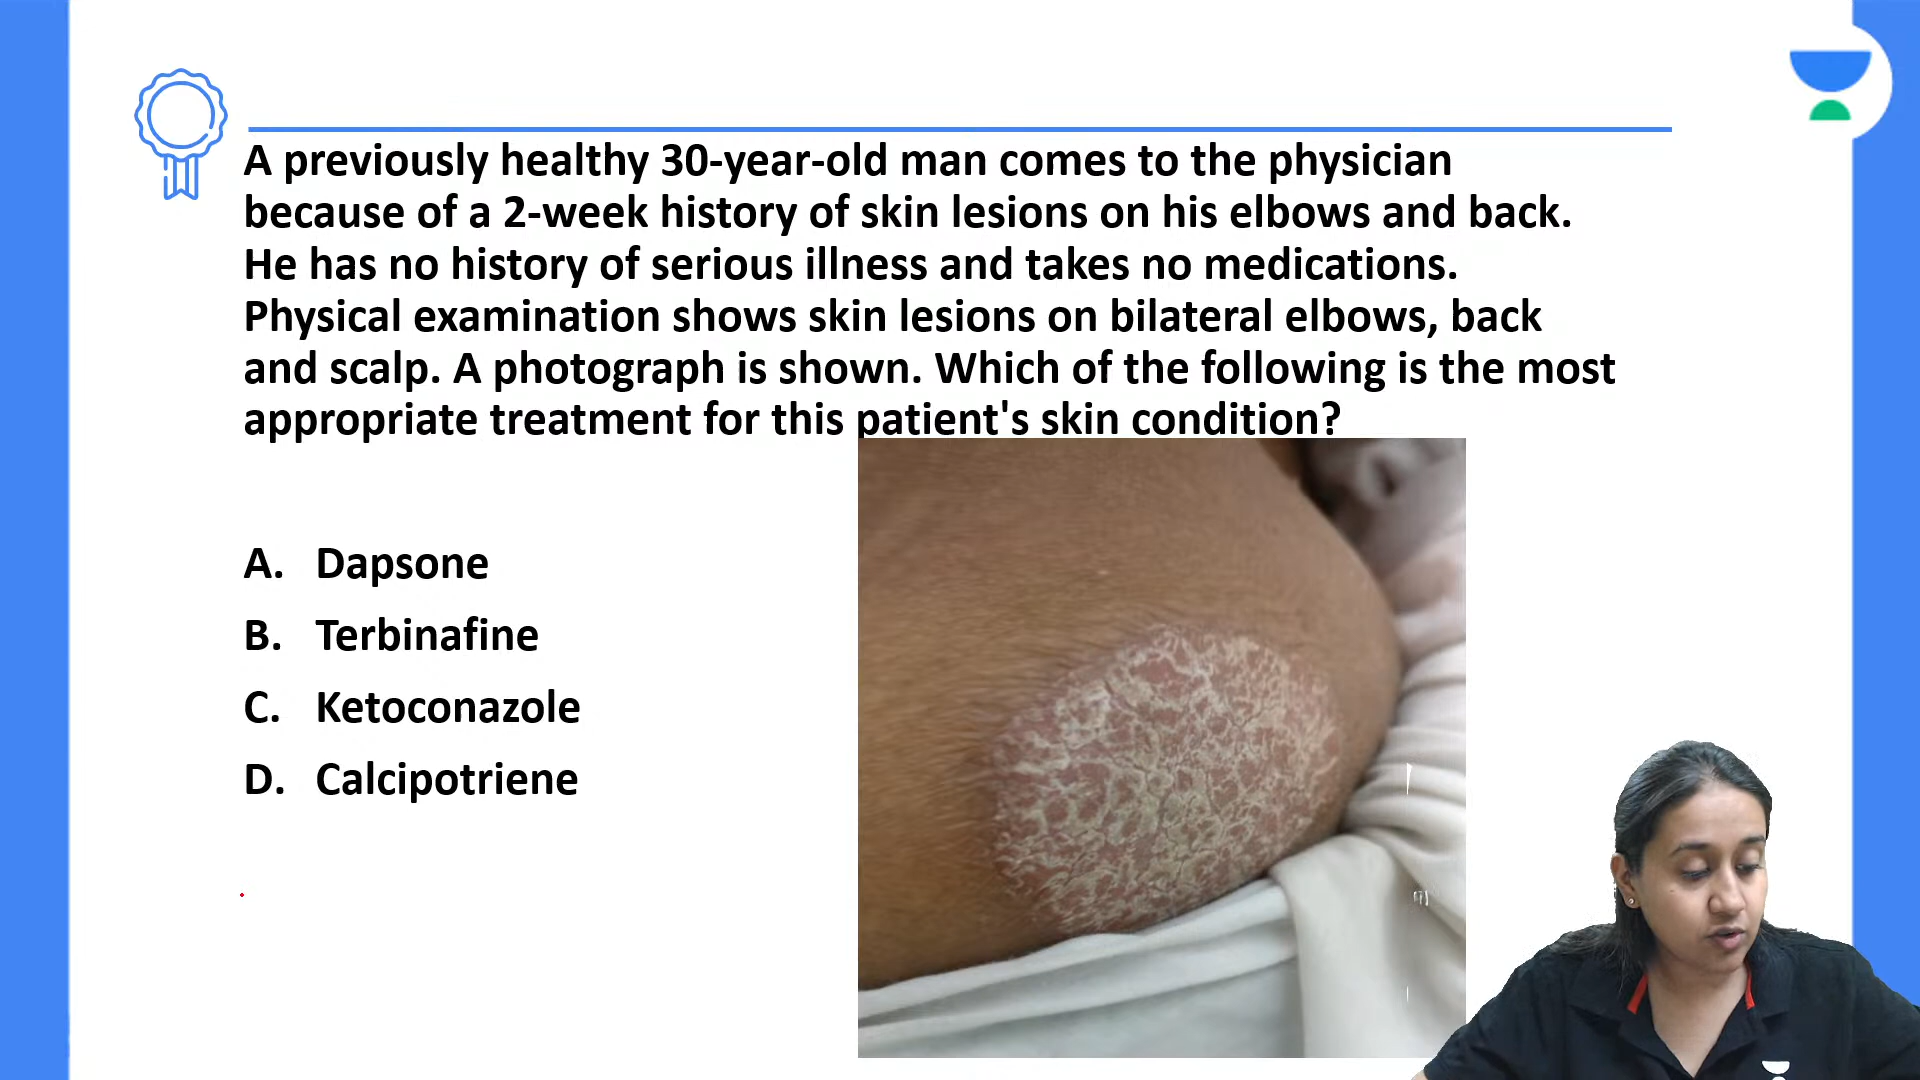 A previously healthy 30-year-old man comes to the physician
because of a 2-week history of skin lesions on his elbows and back.
He has no history of serious illness and takes no medications.
Physical examination shows skin lesions on bilateral elbows, back
and scalp. A photograph is shown. Which of the following is the most
appropriate treatment for this patient's skin condition?
A. Dapsone
B. Terbinafine
C. Ketoconazole
D. Calcipotriene